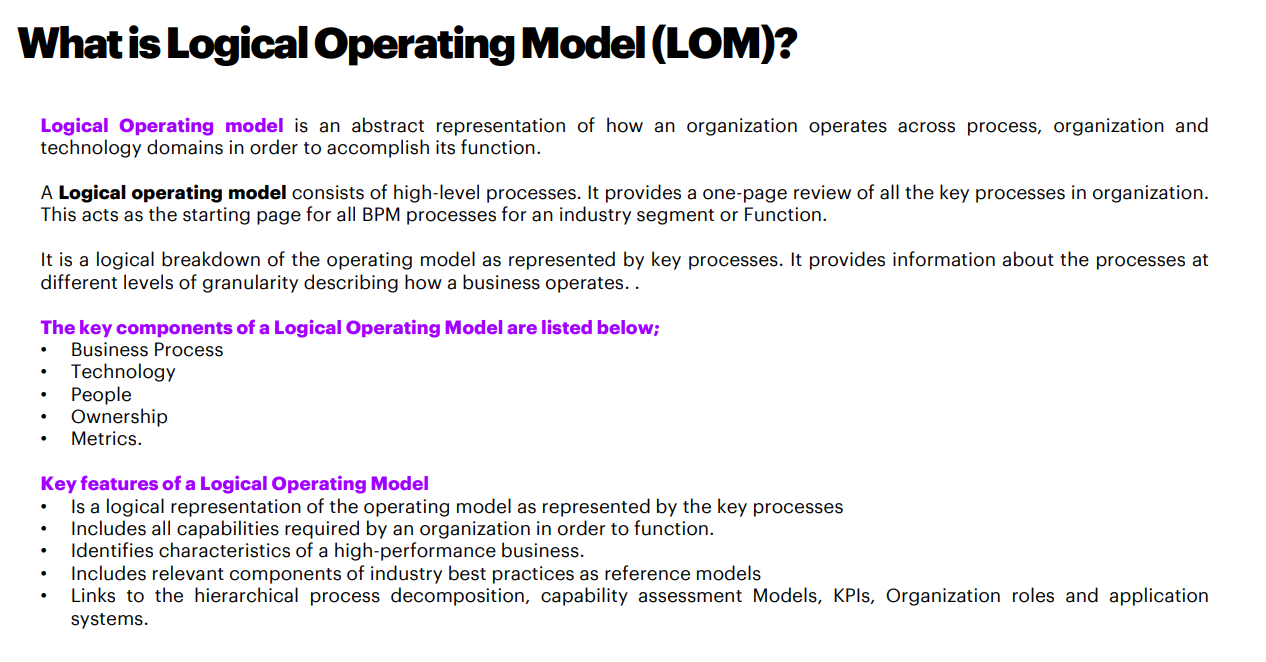 What is Logical Operating Model (LOM)?
Logical Operating model is an abstract representation of how an organization operates across process, organization and
technology domains in order to accomplish its function.
A Logical operating model consists of high-level processes. It provides a one-page review of all the key processes in organization.
This acts as the starting page for all BPM processes for an industry segment or Function.
It is a logical breakdown of the operating model as represented by key processes. It provides information about the processes at
different levels of granularity describing how a business operates. .
The key components of a Logical Operating Model are listed below;
• Business Process
• Technology
• People
• Ownership
• Metrics.
Key features of a Logical Operating Model
• Is a logical representation of the operating model as represented by the key processes
• Includes all capabilities required by an organization in order to function.
• Identifies characteristics of a high-performance business.
• Includes relevant components of industry best practices as reference models
• Links to the hierarchical process decomposition, capability assessment Models, KPIs, Organization roles and application
systems.